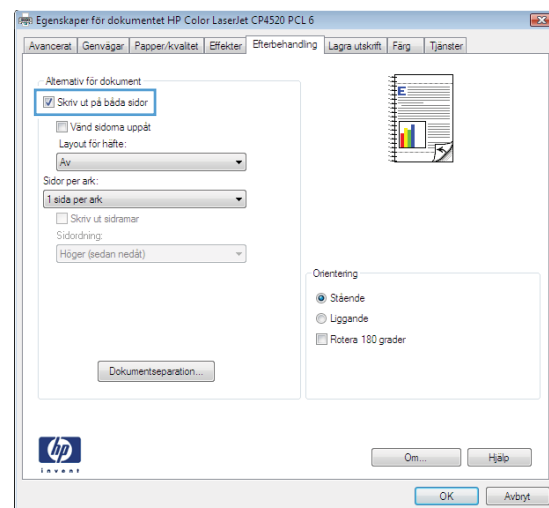 Egenskaper för dokumentet HP Color LaserJet CP4520 PCL 6
Avancerat Genvägar Papper/kvalitet Effekter Efterbehandling Lagra utskrift Färg Tjänster
Alternativ för dokument
Skriv ut på båda sidor
Vänd sidorna uppåt
Layout för häfte:
Av
Sidor per ark:
1 sida per ark
Skriv ut sidramar
Sidordning:
Höger (sedan nedåt)
Dokumentseparation...
E
Orientering
Stående
Liggande
Rotera 180 grader
hp
invent
Om... Hjälp
OK Avbryt